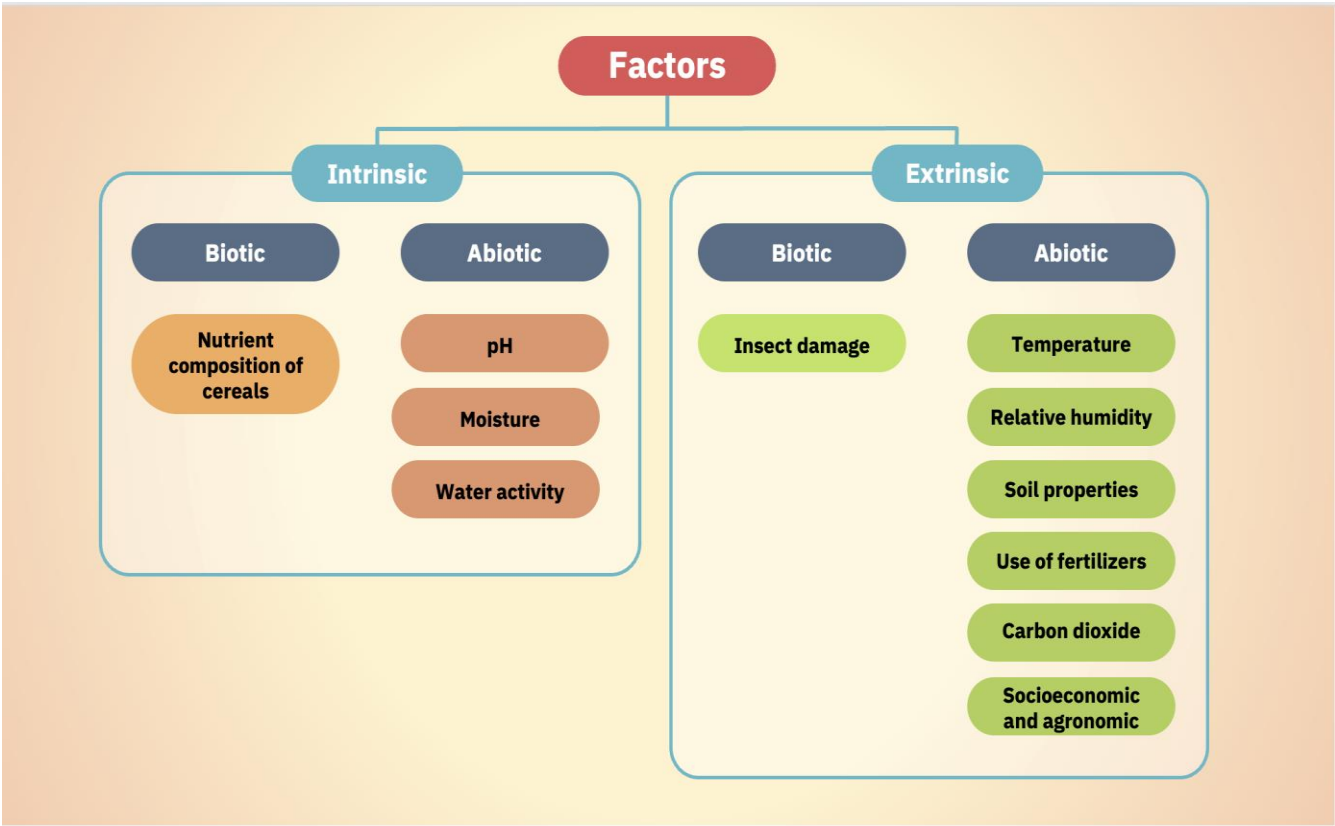 Factors
Intrinsic
Biotic
Abiotic
Nutrient
composition of
cereals
pH
Moisture
Water activity
Extrinsic
Biotic
Abiotic
Insect damage
Temperature
Relative humidity
Soil properties
Use of fertilizers
Carbon dioxide
Socioeconomic
and agronomic